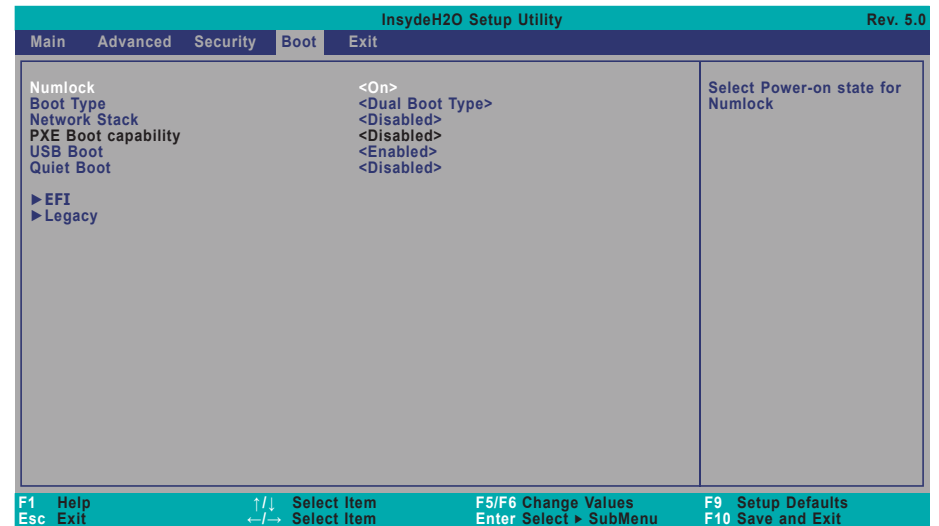 InsydeH2O Setup Utility Rev. 5.0
Main Advanced Security Boot Exit
Numlock <On>
Boot Type <Dual Boot Type>
Network Stack <Disabled>
PXE Boot capability <Disabled>
USB Boot <Enabled>
Quiet Boot <Disabled>
▶EFI
▶Legacy
Select Power-on state for
Numlock
F1 Help ↑/↓ Select Item F5/F6 Change Values F9 Setup Defaults
Esc Exit ←/→ Select Item Enter Select ▶ SubMenu F10 Save and Exit